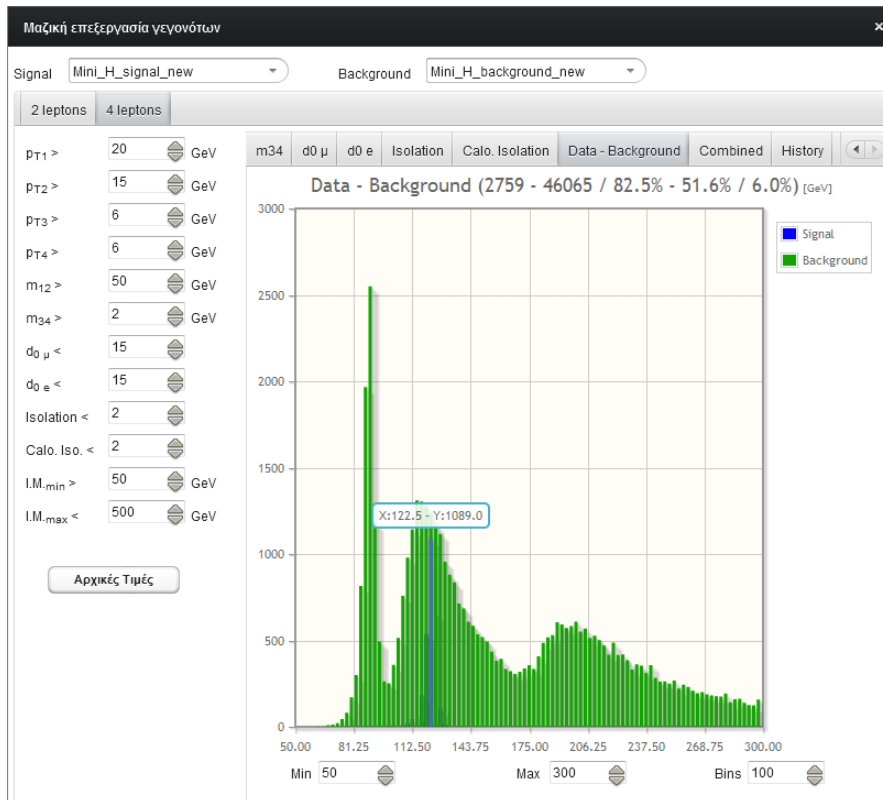 Μαζική επεξεργασία γεγονότων ×
Signal Mini_H_signal_new Background Mini_H_background_new
2 leptons 4 leptons
pT1 > 20 GeV
pT2 > 15 GeV
pT3 > 6 GeV
pT4 > 6 GeV
m12 > 50 GeV
m34 > 2 GeV
d0 μ < 15
d0 e < 15
Isolation < 2
Calo. Iso. < 2
I.M.min > 50 GeV
I.M.max < 500 GeV
Αρχικές Τιμές
m34 d0 μ d0 e Isolation Calo. Isolation Data - Background Combined History
Data - Background (2759 - 46065 / 82.5% - 51.6% / 6.0%) [GeV]
3000
2500
2000
1500
1000
500
0
X:122.5 - Y:1089.0
Signal
Background
50.00 81.25 112.50 143.75 175.00 206.25 237.50 268.75 300.00
Min 50 Max 300 Bins 100